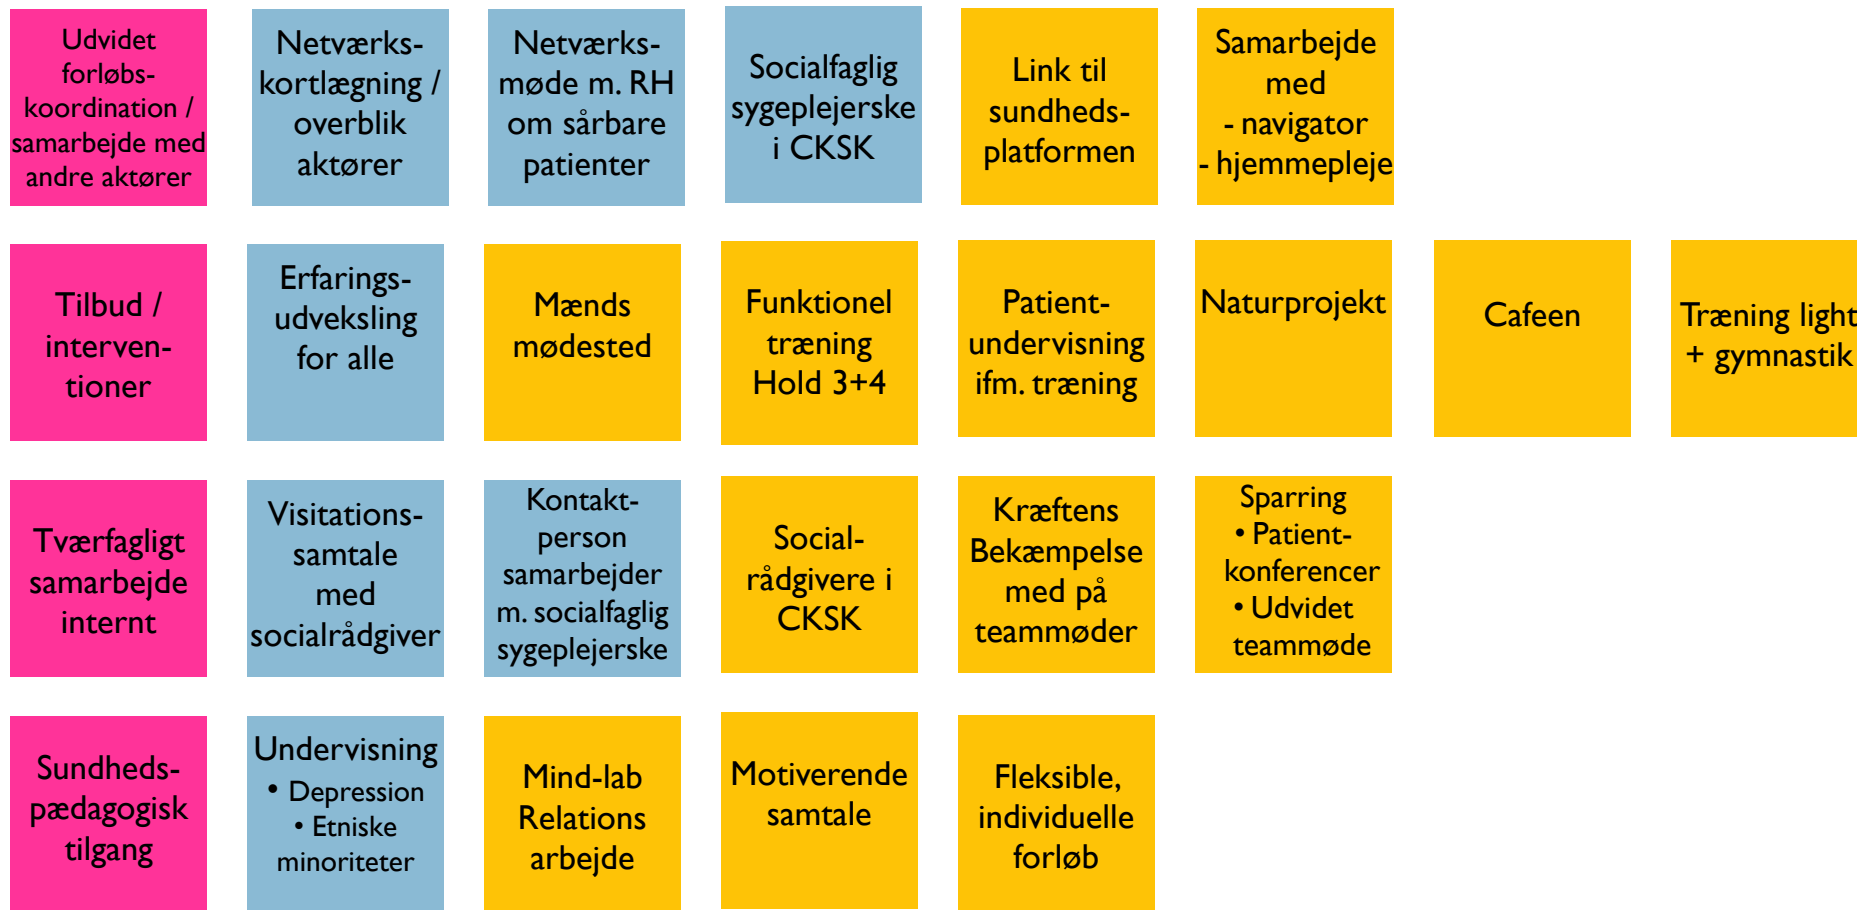 Udvidet
forløbs-
koordination /
samarbejde med
andre aktører
Netværks-
kortlægning /
overblik
aktører
Netværks-
møde m. RH
om sårbare
patienter
Socialfaglig
sygeplejerske
i CKSK
Link til
sundheds-
platformen
Samarbejde
med
- navigator
- hjemmepleje
Tilbud /
interven-
tioner
Erfarings-
udveksling
for alle
Mænds
mødested
Funktionel
træning
Hold 3+4
Patient-
undervisning
ifm. træning
Naturprojekt
Cafeen
Træning light
+ gymnastik
Tværfagligt
samarbejde
internt
Visitations-
samtale
med
socialrådgiver
Kontakt-
person
samarbejder
m. socialfaglig
sygeplejerske
Social-
rådgivere i
CKSK
Kræftens
Bekæmpelse
med på
teammøder
Sparring
• Patient-
konferencer
• Udvidet
teammøde
Sundheds-
pædagogisk
tilgang
Undervisning
• Depression
• Etniske
minoriteter
Mind-lab
Relations
arbejde
Motiverende
samtale
Fleksible,
individuelle
forløb